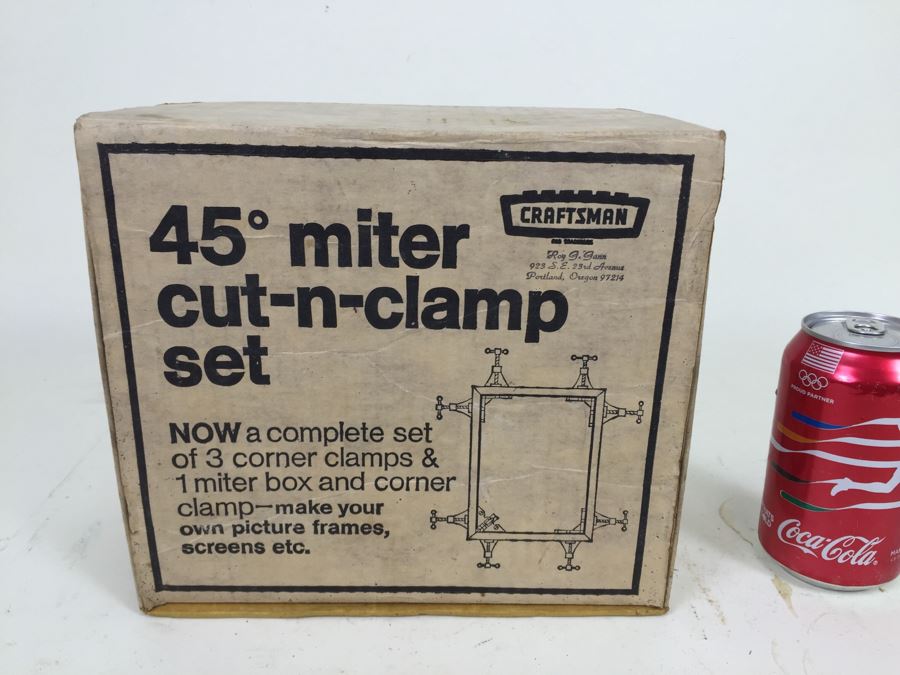 45° miter
cut-n-clamp
set
CRAFTSMAN
Roy G. Gann
923 S.E. 23rd Avenue
Portland, Oregon 97214
NOW a complete set
of 3 corner clamps &
1 miter box and corner
clamp—make your
own picture frames,
screens etc.
PROUD PARTNER
Coca-Cola